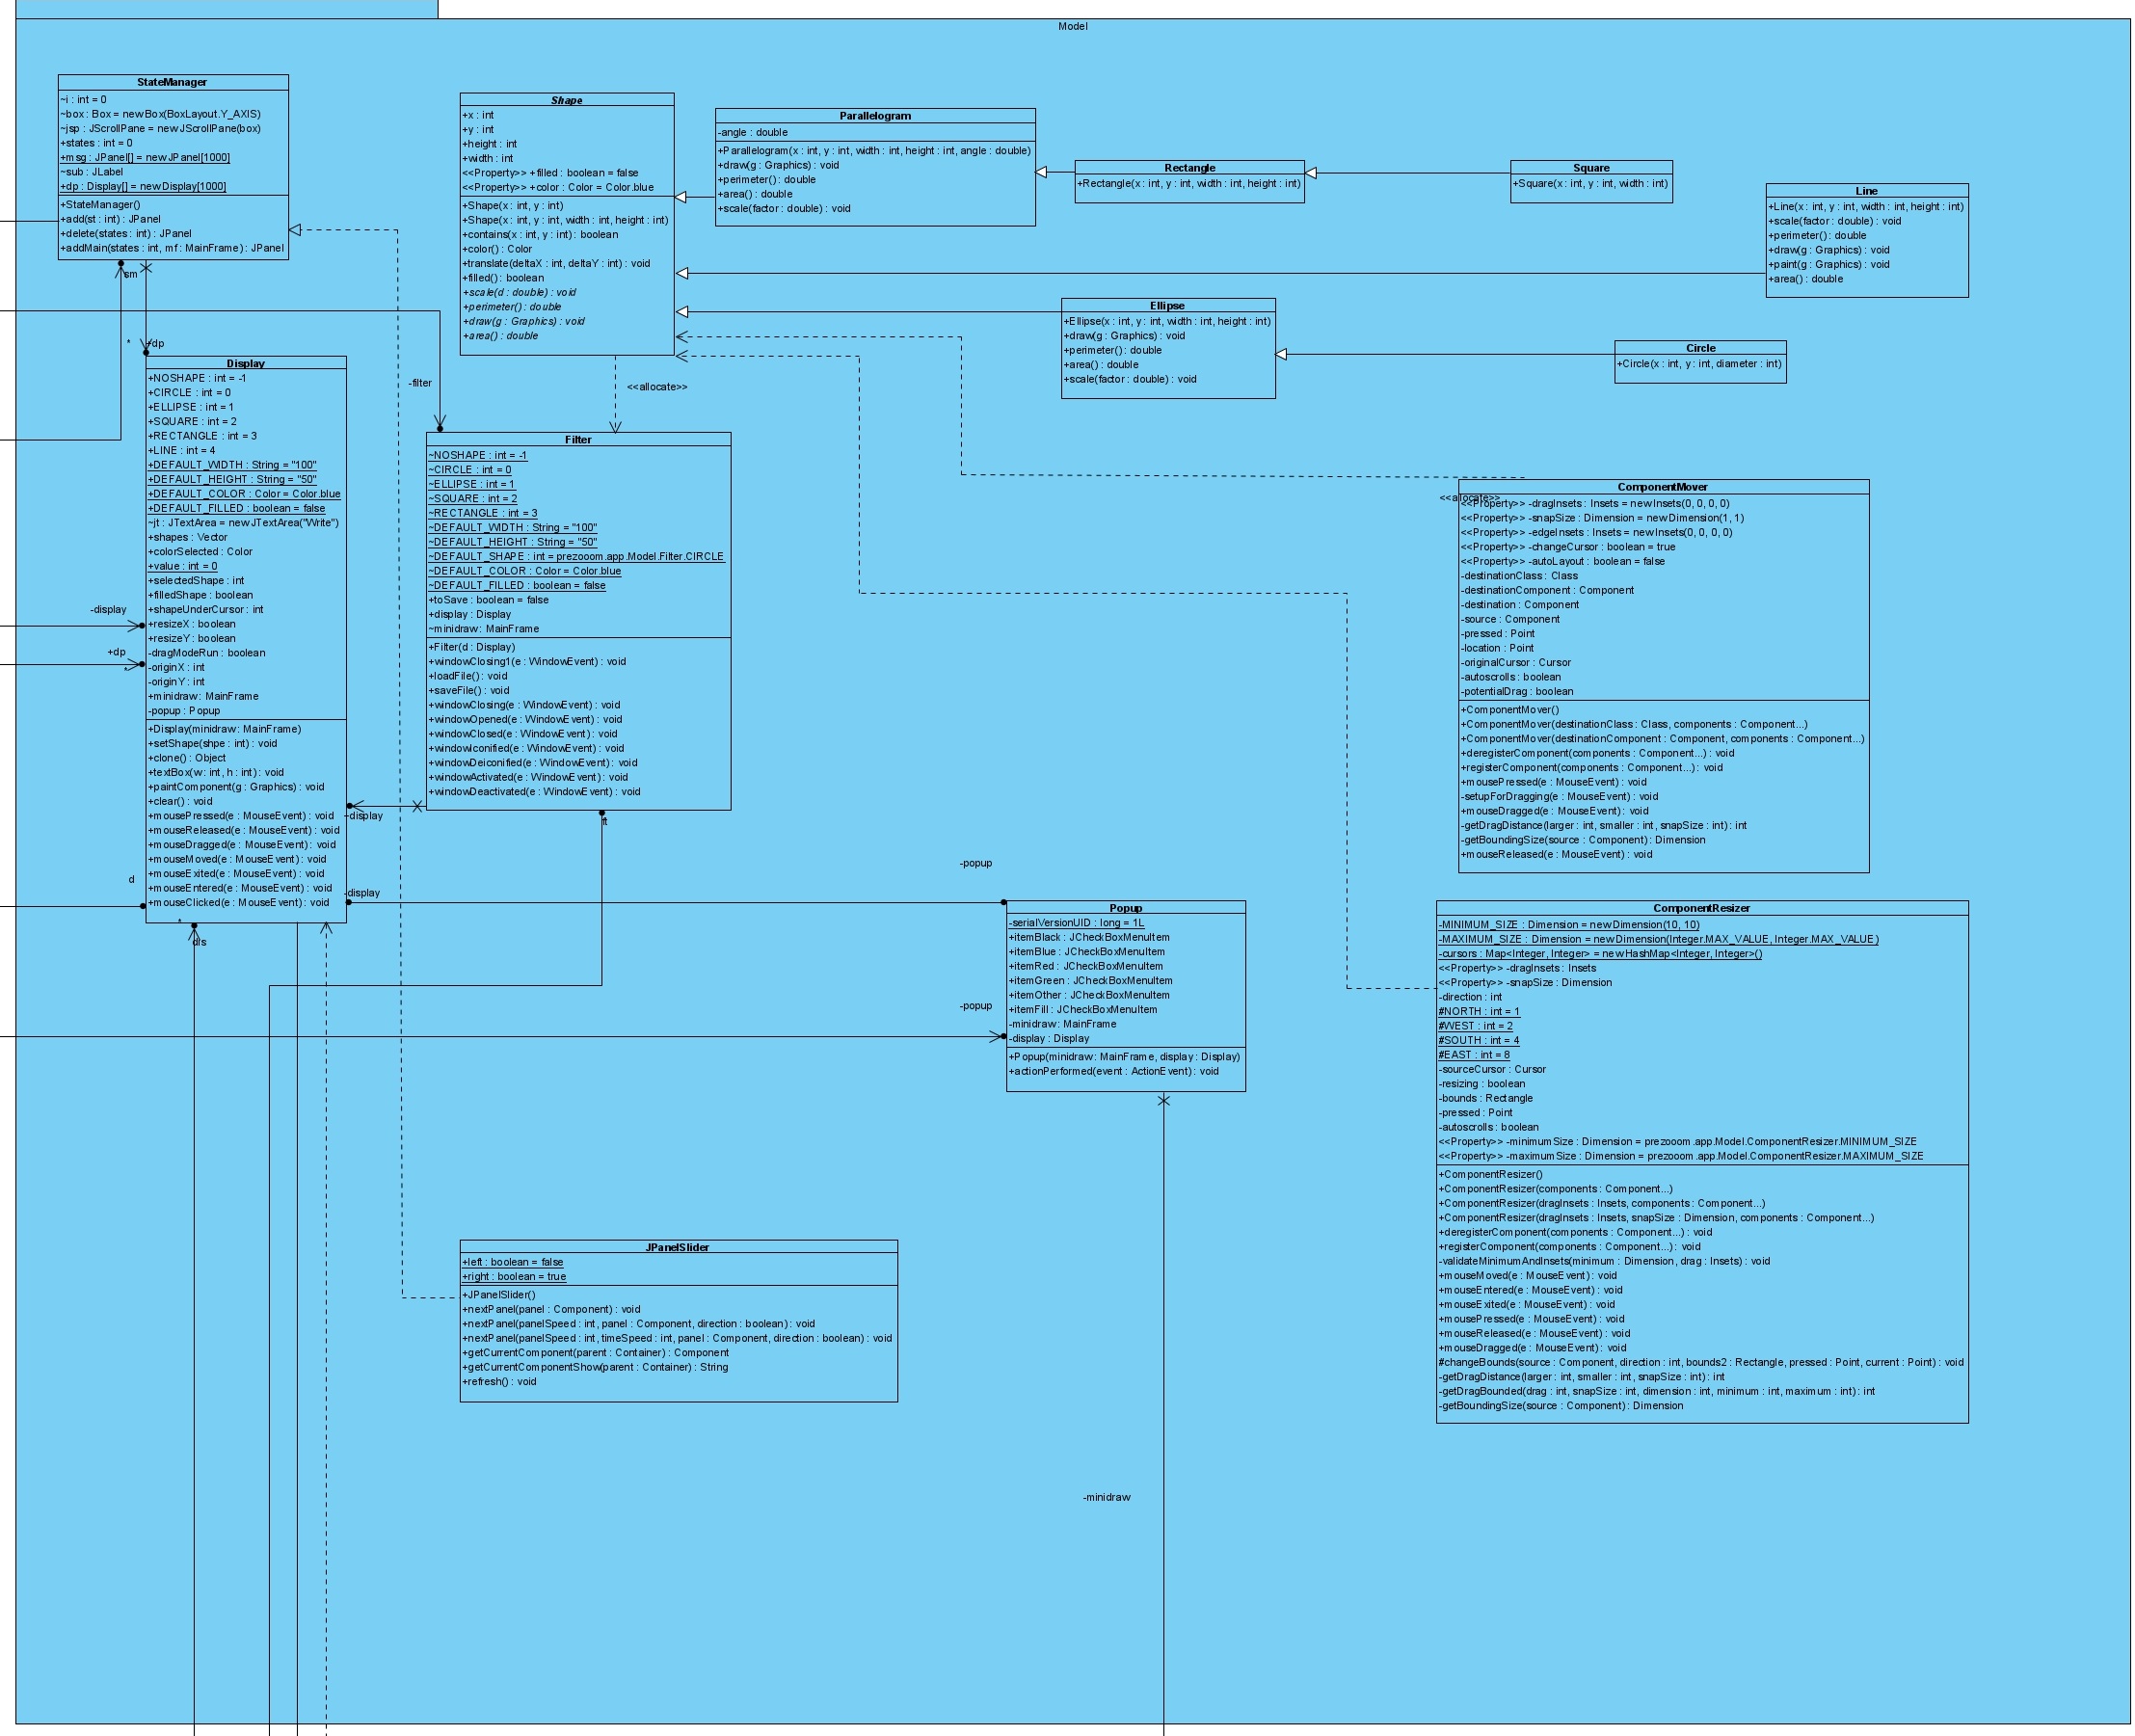 Model
StateManager
~i : int = 0
~box : Box = new Box(BoxLayout.Y_AXIS)
~jsp : JScrollPane = new JScrollPane(box)
+states : int = 0
+msg : JPanel[] = new JPanel[1000]
~sub : JLabel
+dp : Display[] = new Display[1000]
+StateManager()
+add(st : int) : JPanel
+delete(states : int) : JPanel
+addMain(states : int, mf : MainFrame) : JPanel
Shape
+x : int
+y : int
+height : int
+width : int
<<Property>> +filled : boolean = false
<<Property>> +color : Color = Color.blue
+Shape(x : int, y : int)
+Shape(x : int, y : int, width : int, height : int)
+contains(x : int, y : int) : boolean
+color() : Color
+translate(deltaX : int, deltaY : int) : void
+filled() : boolean
+scale(d : double) : void
+perimeter() : double
+draw(g : Graphics) : void
+area() : double
Parallelogram
-angle : double
+Parallelogram(x : int, y : int, width : int, height : int, angle : double)
+draw(g : Graphics) : void
+perimeter() : double
+area() : double
+scale(factor : double) : void
Rectangle
+Rectangle(x : int, y : int, width : int, height : int)
Square
+Square(x : int, y : int, width : int)
Line
+Line(x : int, y : int, width : int, height : int)
+scale(factor : double) : void
+perimeter() : double
+draw(g : Graphics) : void
+paint(g : Graphics) : void
+area() : double
Ellipse
+Ellipse(x : int, y : int, width : int, height : int)
+draw(g : Graphics) : void
+perimeter() : double
+area() : double
+scale(factor : double) : void
Circle
+Circle(x : int, y : int, diameter : int)
sm
*
+dp
-filter
<<allocate>>
Display
+NOSHAPE : int = -1
+CIRCLE : int = 0
+ELLIPSE : int = 1
+SQUARE : int = 2
+RECTANGLE : int = 3
+LINE : int = 4
+DEFAULT_WIDTH : String = "100"
+DEFAULT_HEIGHT : String = "50"
+DEFAULT_COLOR : Color = Color.blue
+DEFAULT_FILLED : boolean = false
~jt : JTextArea = new JTextArea("Write")
+shapes : Vector
+colorSelected : Color
+value : int = 0
+selectedShape : int
+filledShape : boolean
+shapeUnderCursor : int
+resizeX : boolean
+resizeY : boolean
-dragModeRun : boolean
-originX : int
-originY : int
+minidraw : MainFrame
-popup : Popup
+Display(minidraw : MainFrame)
+setShape(shpe : int) : void
+clone() : Object
+textBox(w : int, h : int) : void
+paintComponent(g : Graphics) : void
+clear() : void
+mousePressed(e : MouseEvent) : void
+mouseReleased(e : MouseEvent) : void
+mouseDragged(e : MouseEvent) : void
+mouseMoved(e : MouseEvent) : void
+mouseExited(e : MouseEvent) : void
+mouseEntered(e : MouseEvent) : void
+mouseClicked(e : MouseEvent) : void
-display
+dp
*
d
*
dls
Filter
~NOSHAPE : int = -1
~CIRCLE : int = 0
~ELLIPSE : int = 1
~SQUARE : int = 2
~RECTANGLE : int = 3
~DEFAULT_WIDTH : String = "100"
~DEFAULT_HEIGHT : String = "50"
~DEFAULT_SHAPE : int = prezooom.app.Model.Filter.CIRCLE
~DEFAULT_COLOR : Color = Color.blue
~DEFAULT_FILLED : boolean = false
+toSave : boolean = false
+display : Display
~minidraw : MainFrame
+Filter(d : Display)
+windowClosing1(e : WindowEvent) : void
+loadFile() : void
+saveFile() : void
+windowClosing(e : WindowEvent) : void
+windowOpened(e : WindowEvent) : void
+windowClosed(e : WindowEvent) : void
+windowIconified(e : WindowEvent) : void
+windowDeiconified(e : WindowEvent) : void
+windowActivated(e : WindowEvent) : void
+windowDeactivated(e : WindowEvent) : void
+display
ft
-display
-popup
-popup
<<allocate>>
ComponentMover
<<Property>> -dragInsets : Insets = new Insets(0, 0, 0, 0)
<<Property>> -snapSize : Dimension = new Dimension(1, 1)
<<Property>> -edgeInsets : Insets = new Insets(0, 0, 0, 0)
<<Property>> -changeCursor : boolean = true
<<Property>> -autoLayout : boolean = false
-destinationClass : Class
-destinationComponent : Component
-destination : Component
-source : Component
-pressed : Point
-location : Point
-originalCursor : Cursor
-autoscrolls : boolean
-potentialDrag : boolean
+ComponentMover()
+ComponentMover(destinationClass : Class, components : Component...)
+ComponentMover(destinationComponent : Component, components : Component...)
+deregisterComponent(components : Component...) : void
+registerComponent(components : Component...) : void
+mousePressed(e : MouseEvent) : void
-setupForDragging(e : MouseEvent) : void
+mouseDragged(e : MouseEvent) : void
-getDragDistance(larger : int, smaller : int, snapSize : int) : int
-getBoundingSize(source : Component) : Dimension
+mouseReleased(e : MouseEvent) : void
Popup
-serialVersionUID : long = 1L
+itemBlack : JCheckBoxMenuItem
+itemBlue : JCheckBoxMenuItem
+itemRed : JCheckBoxMenuItem
+itemGreen : JCheckBoxMenuItem
+itemOther : JCheckBoxMenuItem
+itemFill : JCheckBoxMenuItem
-minidraw : MainFrame
-display : Display
+Popup(minidraw : MainFrame, display : Display)
+actionPerformed(event : ActionEvent) : void
ComponentResizer
-MINIMUM_SIZE : Dimension = new Dimension(10, 10)
-MAXIMUM_SIZE : Dimension = new Dimension(Integer.MAX_VALUE, Integer.MAX_VALUE)
-cursors : Map<Integer, Integer> = new HashMap<Integer, Integer>()
<<Property>> -dragInsets : Insets
<<Property>> -snapSize : Dimension
-direction : int
#NORTH : int = 1
#WEST : int = 2
#SOUTH : int = 4
#EAST : int = 8
-sourceCursor : Cursor
-resizing : boolean
-bounds : Rectangle
-pressed : Point
-autoscrolls : boolean
<<Property>> -minimumSize : Dimension = prezooom.app.Model.ComponentResizer.MINIMUM_SIZE
<<Property>> -maximumSize : Dimension = prezooom.app.Model.ComponentResizer.MAXIMUM_SIZE
+ComponentResizer()
+ComponentResizer(components : Component...)
+ComponentResizer(dragInsets : Insets, components : Component...)
+ComponentResizer(dragInsets : Insets, snapSize : Dimension, components : Component...)
+deregisterComponent(components : Component...) : void
+registerComponent(components : Component...) : void
-validateMinimumAndInsets(minimum : Dimension, drag : Insets) : void
+mouseMoved(e : MouseEvent) : void
+mouseEntered(e : MouseEvent) : void
+mouseExited(e : MouseEvent) : void
+mousePressed(e : MouseEvent) : void
+mouseReleased(e : MouseEvent) : void
+mouseDragged(e : MouseEvent) : void
#changeBounds(source : Component, direction : int, bounds2 : Rectangle, pressed : Point, current : Point) : void
-getDragDistance(larger : int, smaller : int, snapSize : int) : int
-getDragBounded(drag : int, snapSize : int, dimension : int, minimum : int, maximum : int) : int
-getBoundingSize(source : Component) : Dimension
JPanelSlider
+left : boolean = false
+right : boolean = true
+JPanelSlider()
+nextPanel(panel : Component) : void
+nextPanel(panelSpeed : int, panel : Component, direction : boolean) : void
+nextPanel(panelSpeed : int, timeSpeed : int, panel : Component, direction : boolean) : void
+getCurrentComponent(parent : Container) : Component
+getCurrentComponentShow(parent : Container) : String
+refresh() : void
-minidraw